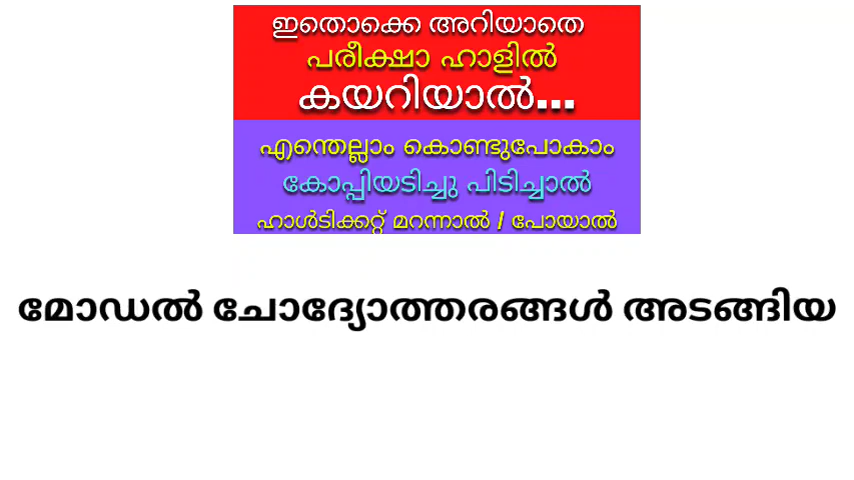 ഇതൊക്കെ അറിയാതെ
പരീക്ഷാ ഹാളിൽ
കയറിയാൽ...
എന്തെല്ലാം കൊണ്ടുപോകാം
കോപ്പിയടിച്ചു പിടിച്ചാൽ
ഹാൾടിക്കറ്റ് മറന്നാൽ / പോയാൽ
മോഡൽ ചോദ്യോത്തരങ്ങൾ അടങ്ങിയ